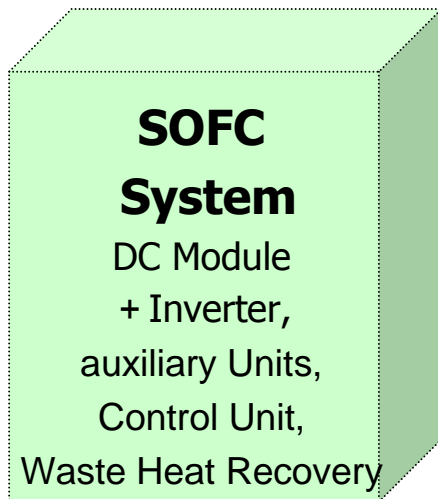 SOFC
System
DC Module
+ Inverter,
auxiliary Units,
Control Unit,
Waste Heat Recovery